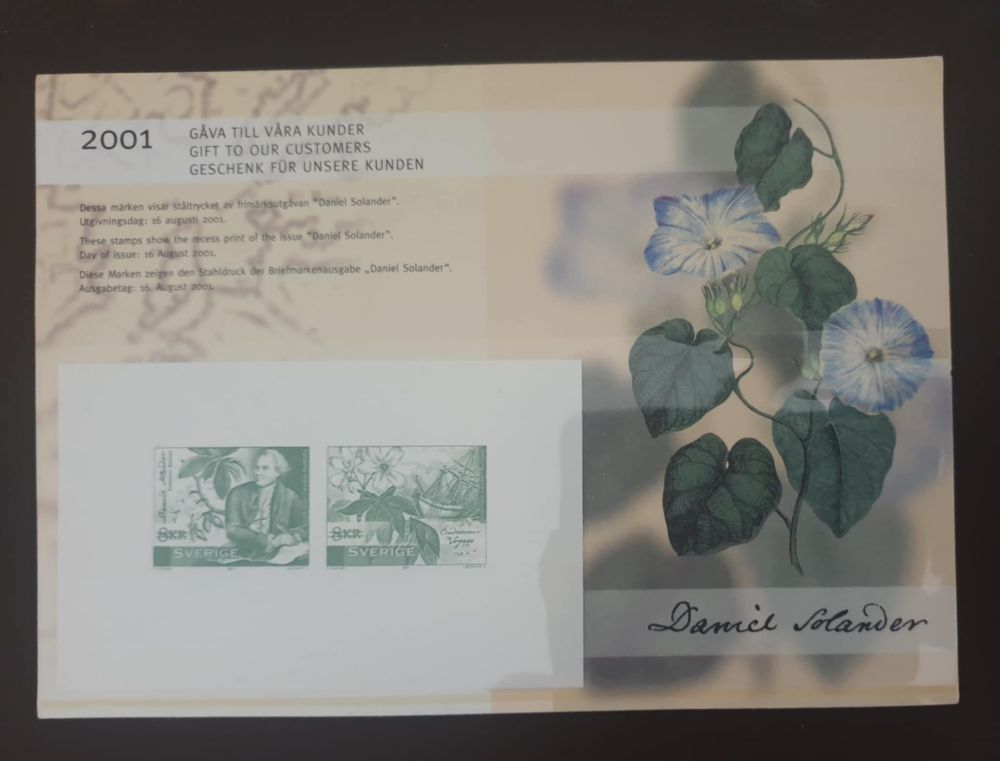 2001
GÅVA TILL VÅRA KUNDER
GIFT TO OUR CUSTOMERS
GESCHENK FÜR UNSERE KUNDEN
Dessa märken visar ståltrycket av frimärksutgåvan "Daniel Solander".
Utgivningsdag: 16 augusti 2001.
These stamps show the recess print of the issue "Daniel Solander".
Day of issue: 16 August 2001.
Diese Marken zeigen den Stahldruck der Briefmarkenausgabe „Daniel Solander".
Ausgabetag: 16. August 2001.
8KR
SVERIGE
Endeavour
Voyage
8KR
SVERIGE
Daniel Solander